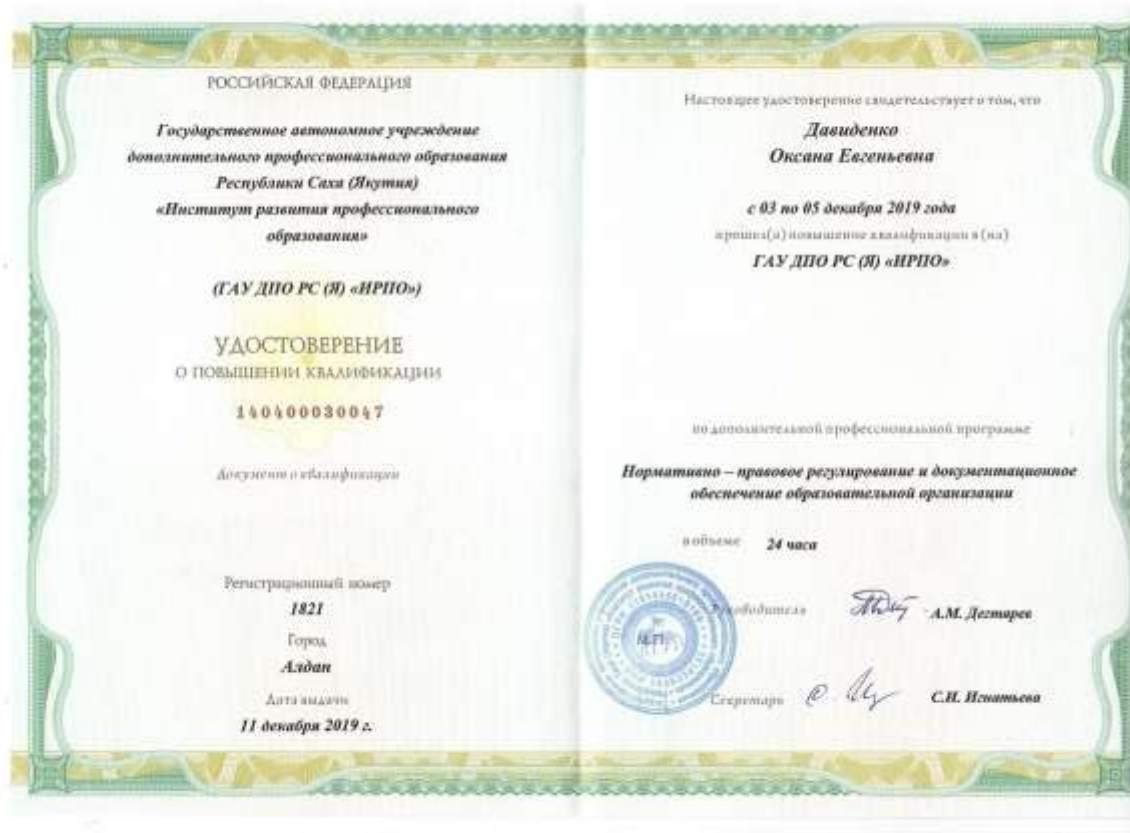 РОССИЙСКАЯ ФЕДЕРАЦИЯ
Государственное автономное учреждение
дополнительного профессионального образования
Республики Саха (Якутия)
«Институт развития профессионального
образования»
(ГАУ ДПО РС (Я) «ИРПО»)
УДОСТОВЕРЕНИЕ
О ПОВЫШЕНИИ КВАЛИФИКАЦИИ
140400030047
Документ о квалификации
Регистрационный номер
1821
Город
Алдан
Дата выдачи
11 декабря 2019 г.
Настоящее удостоверение свидетельствует о том, что
Давиденко
Оксана Евгеньевна
с 03 по 05 декабря 2019 года
прошел(а) повышение квалификации в (на)
ГАУ ДПО РС (Я) «ИРПО»
по дополнительной профессиональной программе
Нормативно – правовое регулирование и документационное
обеспечение образовательной организации
в объеме 24 часа
М.П.
Руководитель А.М. Дегтярев
Секретарь С.И. Игнатьева